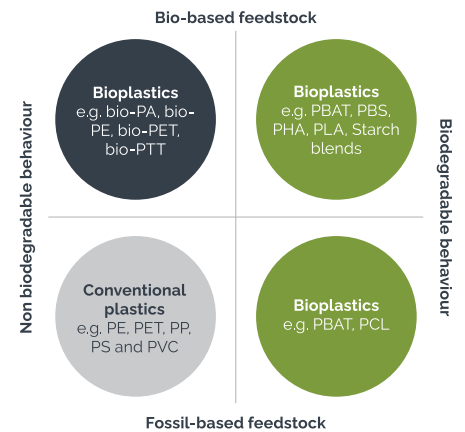 Bio-based feedstock
Non biodegradable behaviour
Bioplastics
e.g. bio-PA, bio-
PE, bio-PET,
bio-PTT
Bioplastics
e.g. PBAT, PBS,
PHA, PLA, Starch
blends
Biodegradable behaviour
Conventional
plastics
e.g. PE, PET, PP,
PS and PVC
Bioplastics
e.g. PBAT, PCL
Fossil-based feedstock